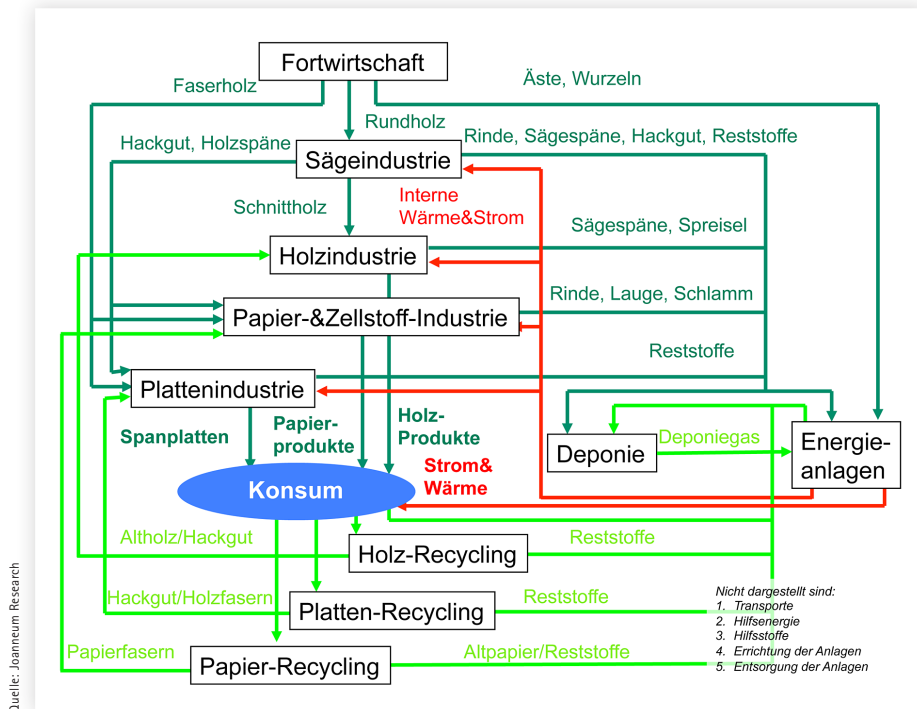 Fortwirtschaft
Faserholz
Äste, Wurzeln
Rundholz
Hackgut, Holzspäne
Rinde, Sägespäne, Hackgut, Reststoffe
Sägeindustrie
Interne
Wärme&Strom
Schnittholz
Sägespäne, Spreisel
Holzindustrie
Rinde, Lauge, Schlamm
Papier-&Zellstoff-Industrie
Reststoffe
Plattenindustrie
Spanplatten
Papier-
produkte
Holz-
Produkte
Deponie
Deponiegas
Energie-
anlagen
Strom&
Wärme
Konsum
Altholz/Hackgut
Holz-Recycling
Reststoffe
Hackgut/Holzfasern
Platten-Recycling
Reststoffe
Papierfasern
Papier-Recycling
Altpapier/Reststoffe
Nicht dargestellt sind:
1. Transporte
2. Hilfsenergie
3. Hilfsstoffe
4. Errichtung der Anlagen
5. Entsorgung der Anlagen
Quelle: Joanneum Research